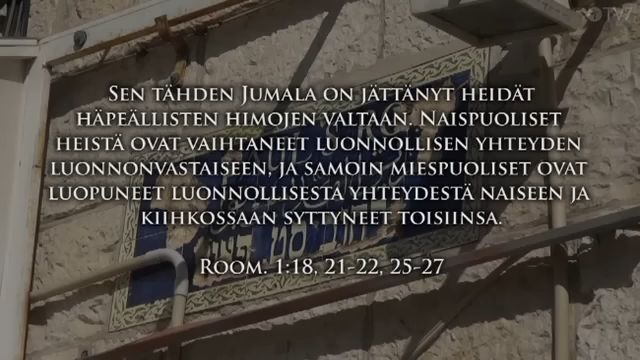 TV7
Sen tähden Jumala on jättänyt heidät
häpeällisten himojen valtaan. Naispuoliset
heistä ovat vaihtaneet luonnollisen yhteyden
luonnonvastaiseen, ja samoin miespuoliset ovat
luopuneet luonnollisesta yhteydestä naiseen ja
kiihkossaan syttyneet toisiinsa.
Room. 1:18, 21-22, 25-27